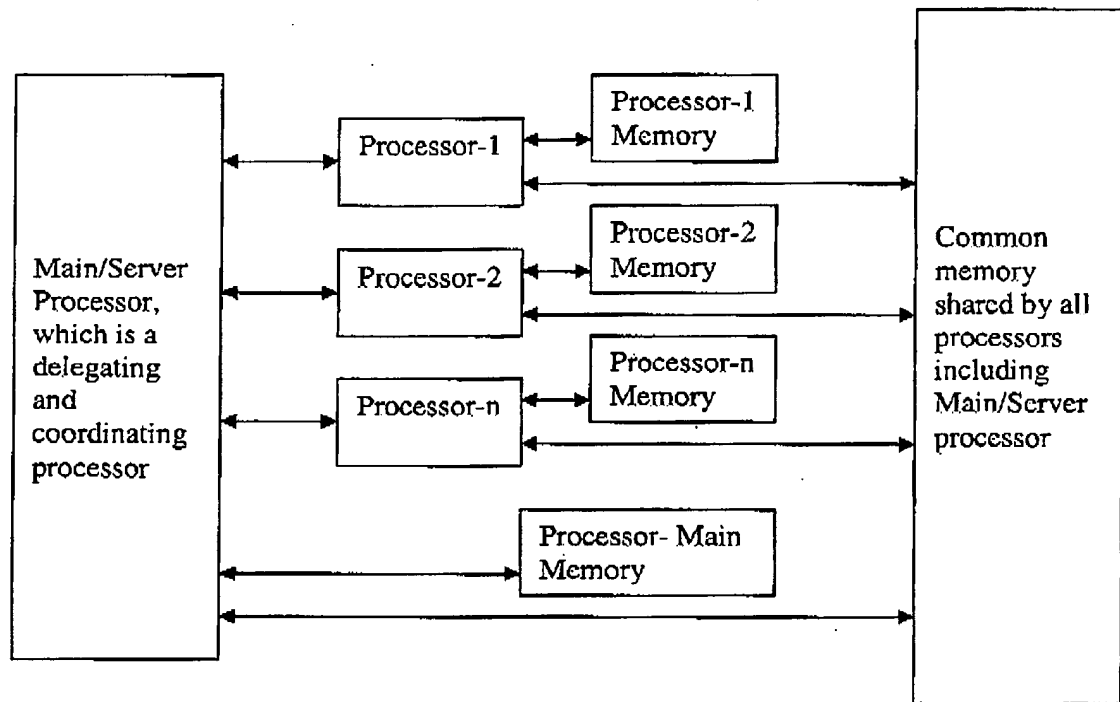 Main/Server
Processor,
which is a
delegating
and
coordinating
processor
Processor-1
Processor-1
Memory
Processor-2
Processor-2
Memory
Processor-n
Processor-n
Memory
Processor- Main
Memory
Common
memory
shared by all
processors
including
Main/Server
processor